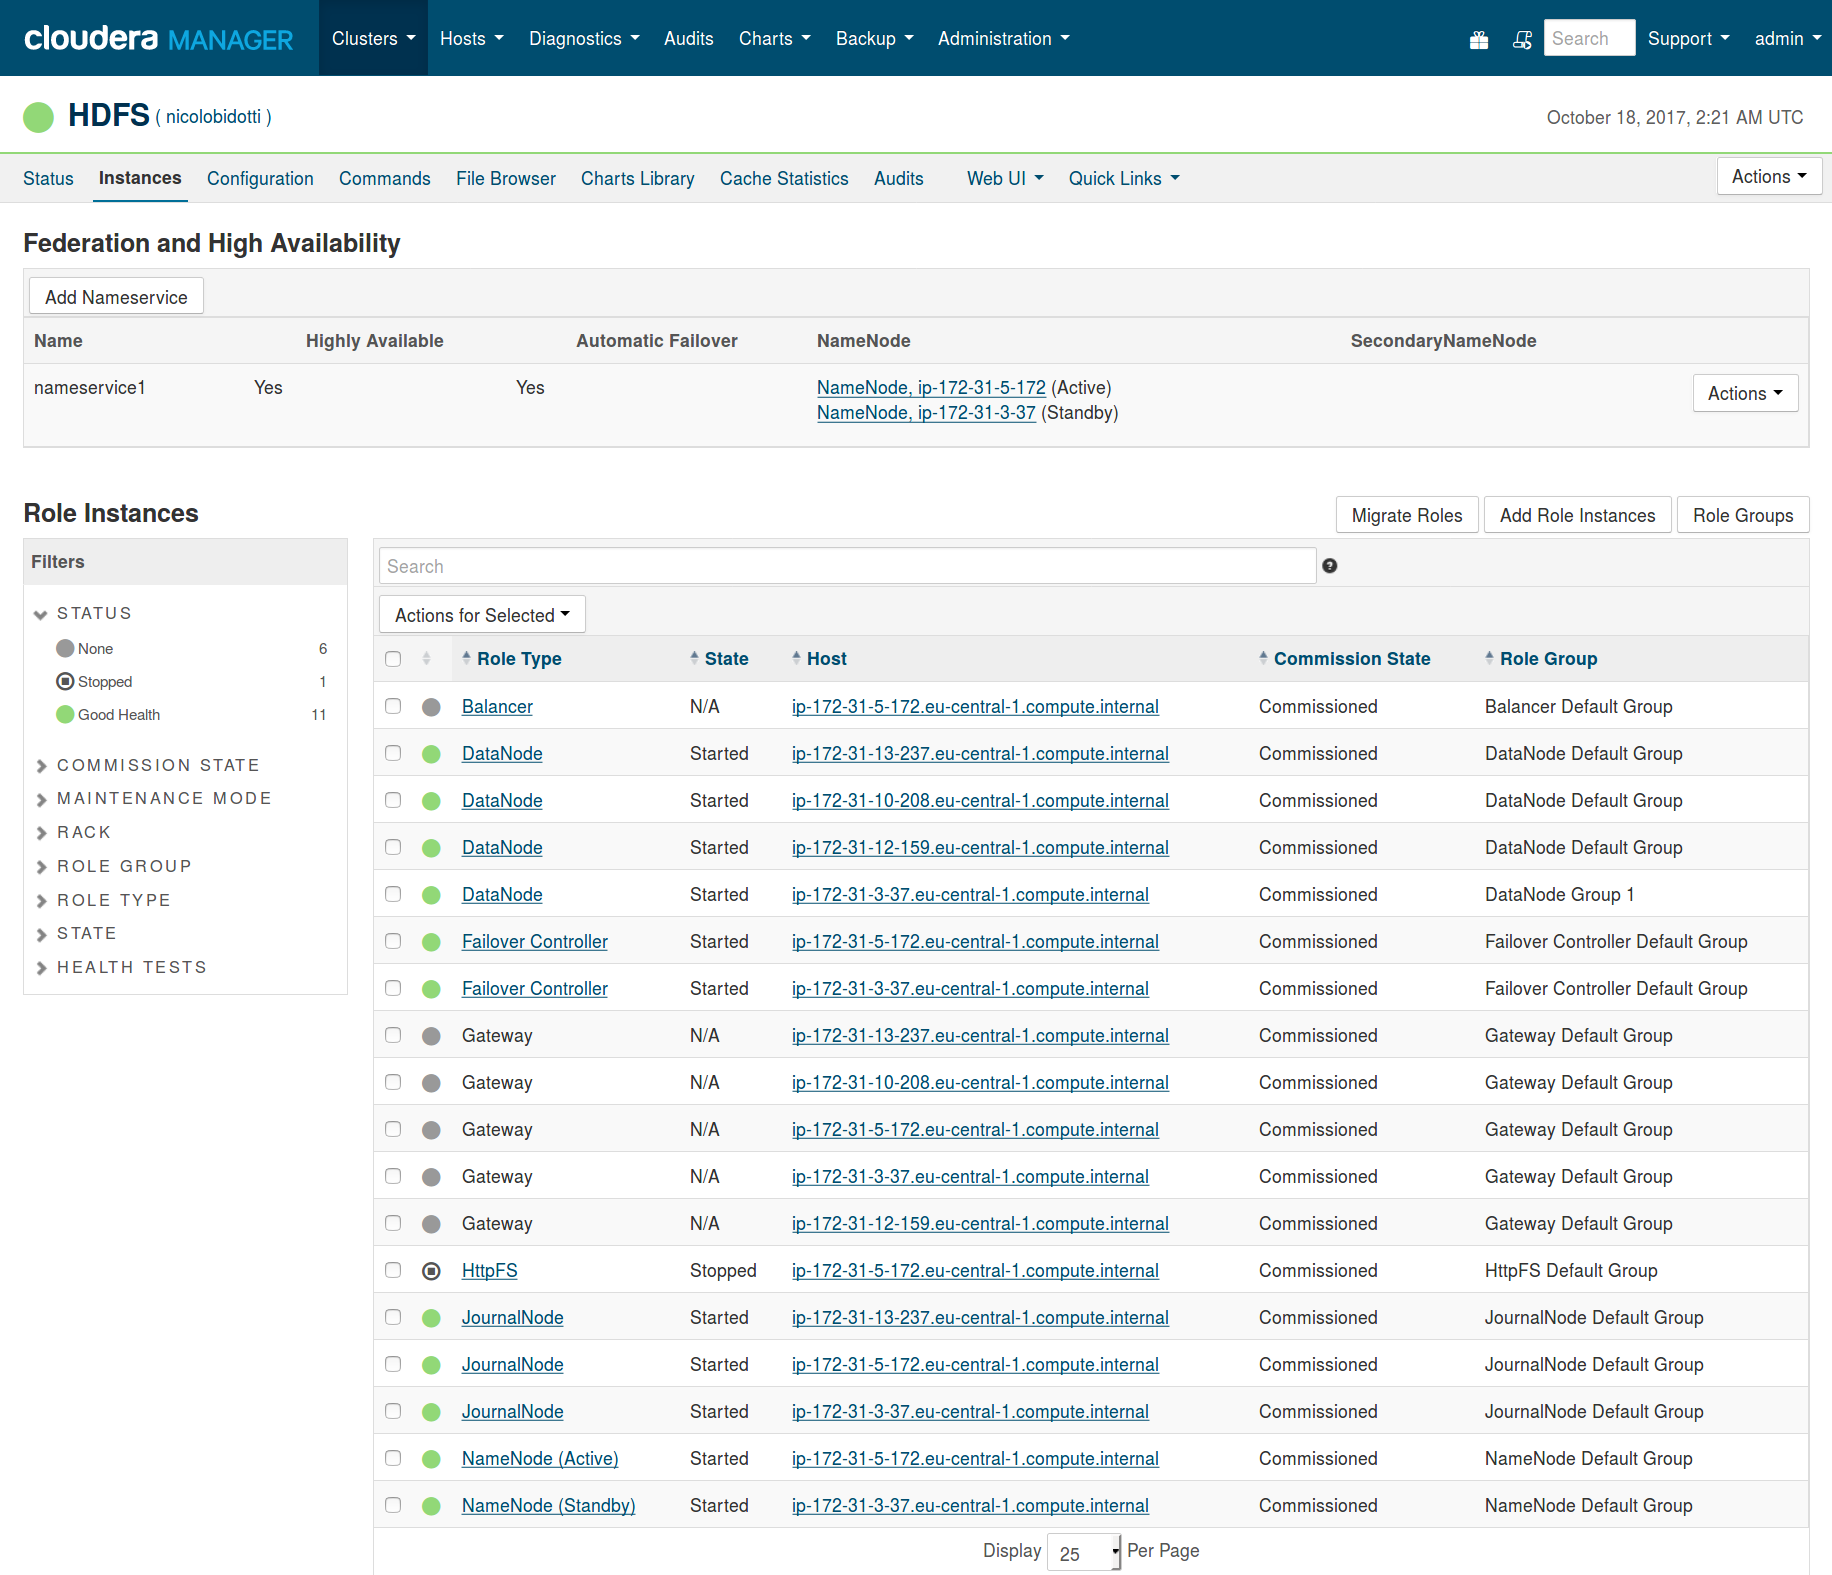 cloudera MANAGER Clusters Hosts Diagnostics Audits Charts Backup Administration Search Support admin
HDFS ( nicolobidotti ) October 18, 2017, 2:21 AM UTC
Status Instances Configuration Commands File Browser Charts Library Cache Statistics Audits Web UI Quick Links Actions
Federation and High Availability
Add Nameservice
Name Highly Available Automatic Failover NameNode SecondaryNameNode
nameservice1 Yes Yes NameNode, ip-172-31-5-172 (Active) Actions
NameNode, ip-172-31-3-37 (Standby)
Role Instances Migrate Roles Add Role Instances Role Groups
Filters
STATUS
None 6
Stopped 1
Good Health 11
COMMISSION STATE
MAINTENANCE MODE
RACK
ROLE GROUP
ROLE TYPE
STATE
HEALTH TESTS
Search ?
Actions for Selected
Role Type State Host Commission State Role Group
Balancer N/A ip-172-31-5-172.eu-central-1.compute.internal Commissioned Balancer Default Group
DataNode Started ip-172-31-13-237.eu-central-1.compute.internal Commissioned DataNode Default Group
DataNode Started ip-172-31-10-208.eu-central-1.compute.internal Commissioned DataNode Default Group
DataNode Started ip-172-31-12-159.eu-central-1.compute.internal Commissioned DataNode Default Group
DataNode Started ip-172-31-3-37.eu-central-1.compute.internal Commissioned DataNode Group 1
Failover Controller Started ip-172-31-5-172.eu-central-1.compute.internal Commissioned Failover Controller Default Group
Failover Controller Started ip-172-31-3-37.eu-central-1.compute.internal Commissioned Failover Controller Default Group
Gateway N/A ip-172-31-13-237.eu-central-1.compute.internal Commissioned Gateway Default Group
Gateway N/A ip-172-31-10-208.eu-central-1.compute.internal Commissioned Gateway Default Group
Gateway N/A ip-172-31-5-172.eu-central-1.compute.internal Commissioned Gateway Default Group
Gateway N/A ip-172-31-3-37.eu-central-1.compute.internal Commissioned Gateway Default Group
Gateway N/A ip-172-31-12-159.eu-central-1.compute.internal Commissioned Gateway Default Group
HttpFS Stopped ip-172-31-5-172.eu-central-1.compute.internal Commissioned HttpFS Default Group
JournalNode Started ip-172-31-13-237.eu-central-1.compute.internal Commissioned JournalNode Default Group
JournalNode Started ip-172-31-5-172.eu-central-1.compute.internal Commissioned JournalNode Default Group
JournalNode Started ip-172-31-3-37.eu-central-1.compute.internal Commissioned JournalNode Default Group
NameNode (Active) Started ip-172-31-5-172.eu-central-1.compute.internal Commissioned NameNode Default Group
NameNode (Standby) Started ip-172-31-3-37.eu-central-1.compute.internal Commissioned NameNode Default Group
Display 25 Per Page